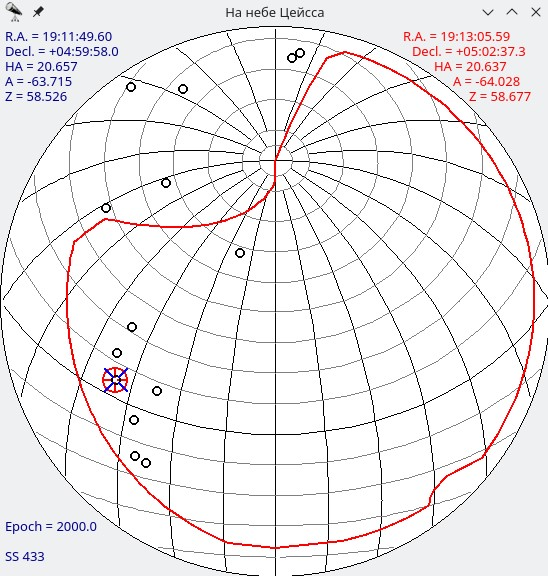 На небе Цейсса
R.A. = 19:11:49.60
Decl. = +04:59:58.0
HA = 20.657
A = -63.715
Z = 58.526
R.A. = 19:13:05.59
Decl. = +05:02:37.3
HA = 20.637
A = -64.028
Z = 58.677
Epoch = 2000.0
SS 433